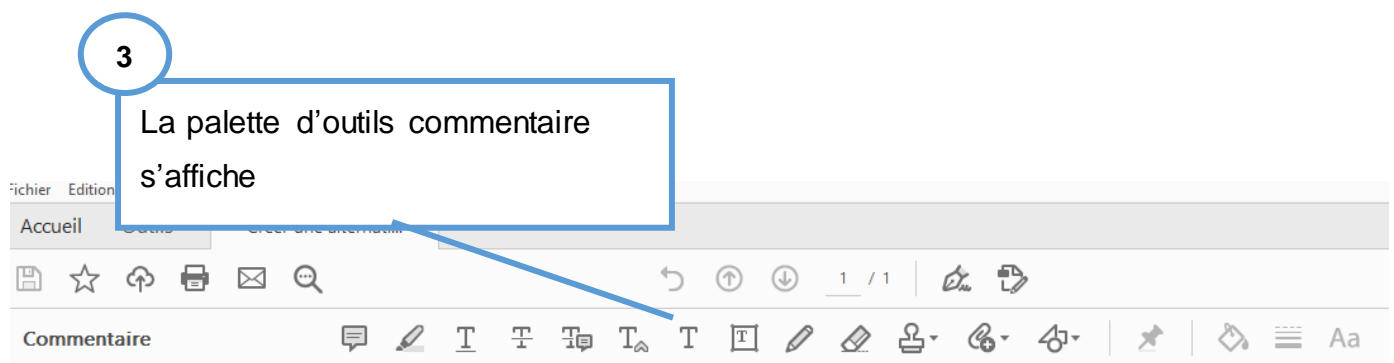 3
La palette d’outils commentaire
s’affiche
Fichier Edition
Accueil
1 / 1
Commentaire
Aa